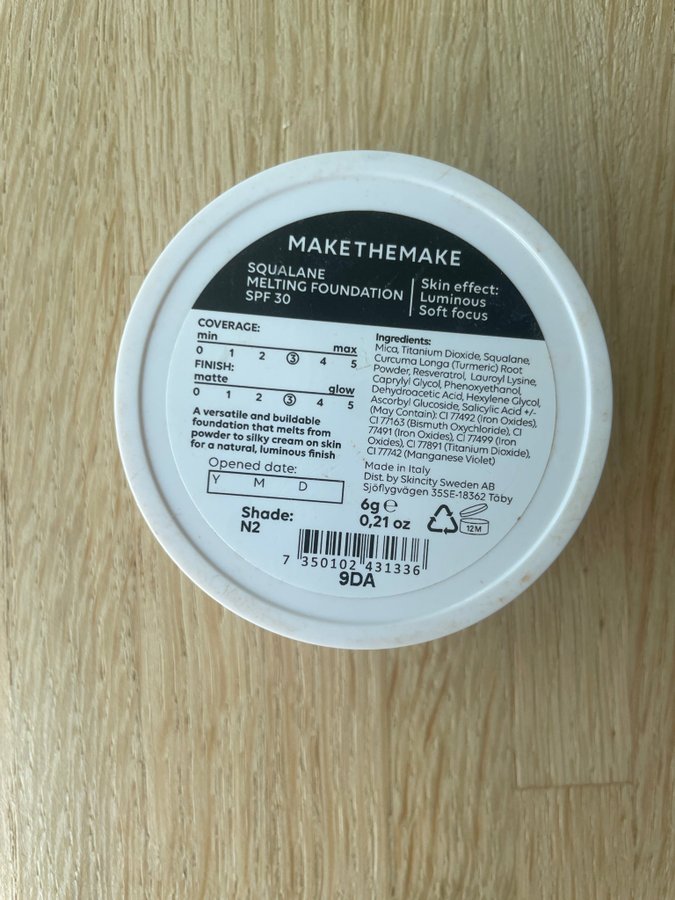 MAKETHEMAKE
SQUALANE
MELTING FOUNDATION
SPF 30
Skin effect:
Luminous
Soft focus
COVERAGE:
min max
0 1 2 3 4 5
FINISH:
matte glow
0 1 2 3 4 5
A versatile and buildable
foundation that melts from
powder to silky cream on skin
for a natural, luminous finish
Opened date:
Y M D
Shade:
N2
Ingredients:
Mica, Titanium Dioxide, Squalane,
Curcuma Longa (Turmeric) Root
Powder, Resveratrol, Lauroyl Lysine,
Caprylyl Glycol, Phenoxyethanol,
Dehydroacetic Acid, Hexylene Glycol,
Ascorbyl Glucoside, Salicylic Acid +/-
(May Contain): CI 77492 (Iron Oxides),
CI 77163 (Bismuth Oxychloride), CI
77491 (Iron Oxides), CI 77499 (Iron
Oxides), CI 77891 (Titanium Dioxide),
CI 77742 (Manganese Violet)
Made in Italy
Dist. by Skincity Sweden AB
Sjöflygvägen 35SE-18362 Täby
6g e
0,21 oz
12M
7 350102 431336
9DA